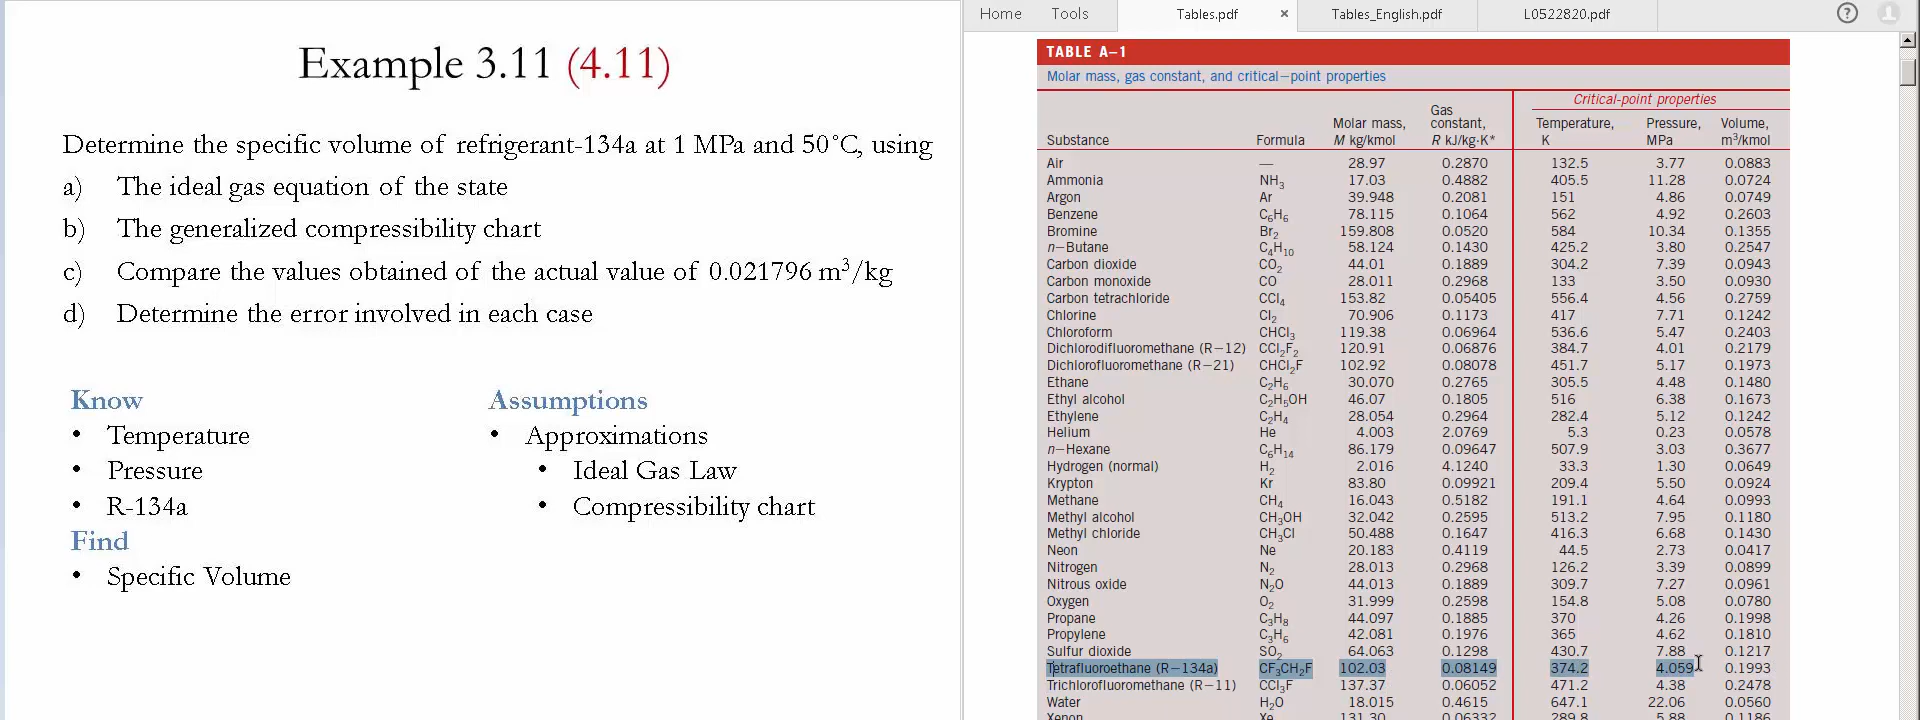 Example 3.11 (4.11)
Determine the specific volume of refrigerant-134a at 1 MPa and 50°C, using
a) The ideal gas equation of the state
b) The generalized compressibility chart
c) Compare the values obtained of the actual value of 0.021796 m³/kg
d) Determine the error involved in each case
Know
• Temperature
• Pressure
• R-134a
Find
• Specific Volume
Assumptions
• Approximations
• Ideal Gas Law
• Compressibility chart
Home Tools Tables.pdf × Tables_English.pdf L0522820.pdf ?
TABLE A–1
Molar mass, gas constant, and critical–point properties
Critical-point properties
Gas
Molar mass, constant, Temperature, Pressure, Volume,
Substance Formula M kg/kmol R kJ/kg·K* K MPa m³/kmol
Air — 28.97 0.2870 132.5 3.77 0.0883
Ammonia NH₃ 17.03 0.4882 405.5 11.28 0.0724
Argon Ar 39.948 0.2081 151 4.86 0.0749
Benzene C₆H₆ 78.115 0.1064 562 4.92 0.2603
Bromine Br₂ 159.808 0.0520 584 10.34 0.1355
n–Butane C₄H₁₀ 58.124 0.1430 425.2 3.80 0.2547
Carbon dioxide CO₂ 44.01 0.1889 304.2 7.39 0.0943
Carbon monoxide CO 28.011 0.2968 133 3.50 0.0930
Carbon tetrachloride CCl₄ 153.82 0.05405 556.4 4.56 0.2759
Chlorine Cl₂ 70.906 0.1173 417 7.71 0.1242
Chloroform CHCl₃ 119.38 0.06964 536.6 5.47 0.2403
Dichlorodifluoromethane (R–12) CCl₂F₂ 120.91 0.06876 384.7 4.01 0.2179
Dichlorofluoromethane (R–21) CHCl₂F 102.92 0.08078 451.7 5.17 0.1973
Ethane C₂H₆ 30.070 0.2765 305.5 4.48 0.1480
Ethyl alcohol C₂H₅OH 46.07 0.1805 516 6.38 0.1673
Ethylene C₂H₄ 28.054 0.2964 282.4 5.12 0.1242
Helium He 4.003 2.0769 5.3 0.23 0.0578
n–Hexane C₆H₁₄ 86.179 0.09647 507.9 3.03 0.3677
Hydrogen (normal) H₂ 2.016 4.1240 33.3 1.30 0.0649
Krypton Kr 83.80 0.09921 209.4 5.50 0.0924
Methane CH₄ 16.043 0.5182 191.1 4.64 0.0993
Methyl alcohol CH₃OH 32.042 0.2595 513.2 7.95 0.1180
Methyl chloride CH₃Cl 50.488 0.1647 416.3 6.68 0.1430
Neon Ne 20.183 0.4119 44.5 2.73 0.0417
Nitrogen N₂ 28.013 0.2968 126.2 3.39 0.0899
Nitrous oxide N₂O 44.013 0.1889 309.7 7.27 0.0961
Oxygen O₂ 31.999 0.2598 154.8 5.08 0.0780
Propane C₃H₈ 44.097 0.1885 370 4.26 0.1998
Propylene C₃H₆ 42.081 0.1976 365 4.62 0.1810
Sulfur dioxide SO₂ 64.063 0.1298 430.7 7.88 0.1217
Tetrafluoroethane (R–134a) CF₃CH₂F 102.03 0.08149 374.2 4.059 0.1993
Trichlorofluoromethane (R–11) CCl₃F 137.37 0.06052 471.2 4.38 0.2478
Water H₂O 18.015 0.4615 647.1 22.06 0.0560
Xenon Xe 131.30 0.06332 289.8 5.88 0.1186